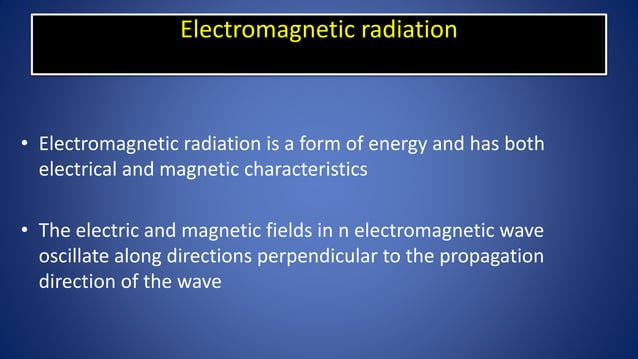 Electromagnetic radiation
• Electromagnetic radiation is a form of energy and has both
electrical and magnetic characteristics
• The electric and magnetic fields in n electromagnetic wave
oscillate along directions perpendicular to the propagation
direction of the wave